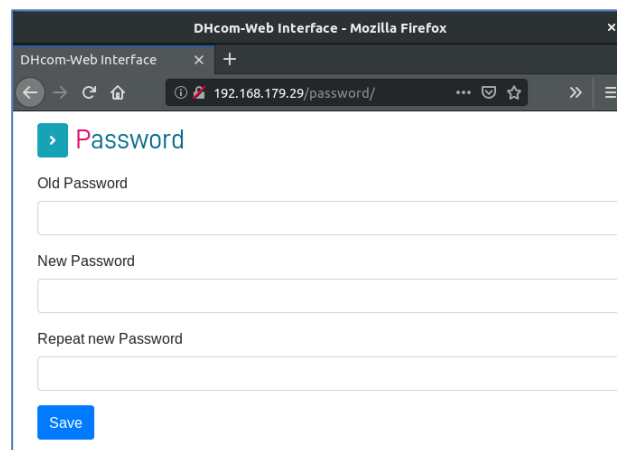 DHcom-Web Interface - Mozilla Firefox
DHcom-Web Interface
192.168.179.29/password/
Password
Old Password
New Password
Repeat new Password
Save